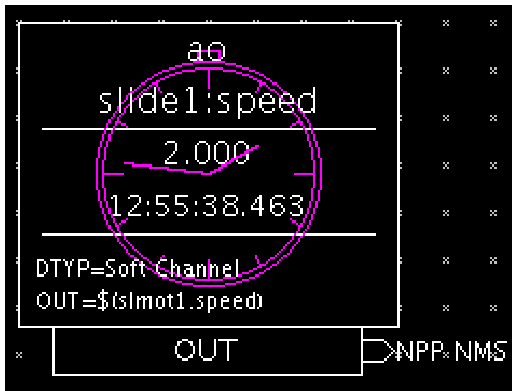 ao
slide1:speed
2.000
12:55:38.463
DTYP=Soft Channel
OUT=$(slmot1.speed)
OUT
NPP NMS